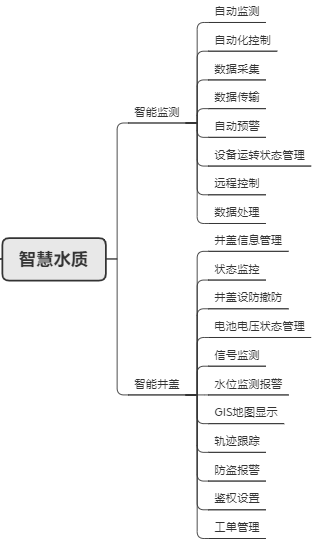 智慧水质
智能监测
自动监测
自动化控制
数据采集
数据传输
自动预警
设备运转状态管理
远程控制
数据处理
智能井盖
井盖信息管理
状态监控
井盖设防撤防
电池电压状态管理
信号监测
水位监测报警
GIS地图显示
轨迹跟踪
防盗报警
鉴权设置
工单管理